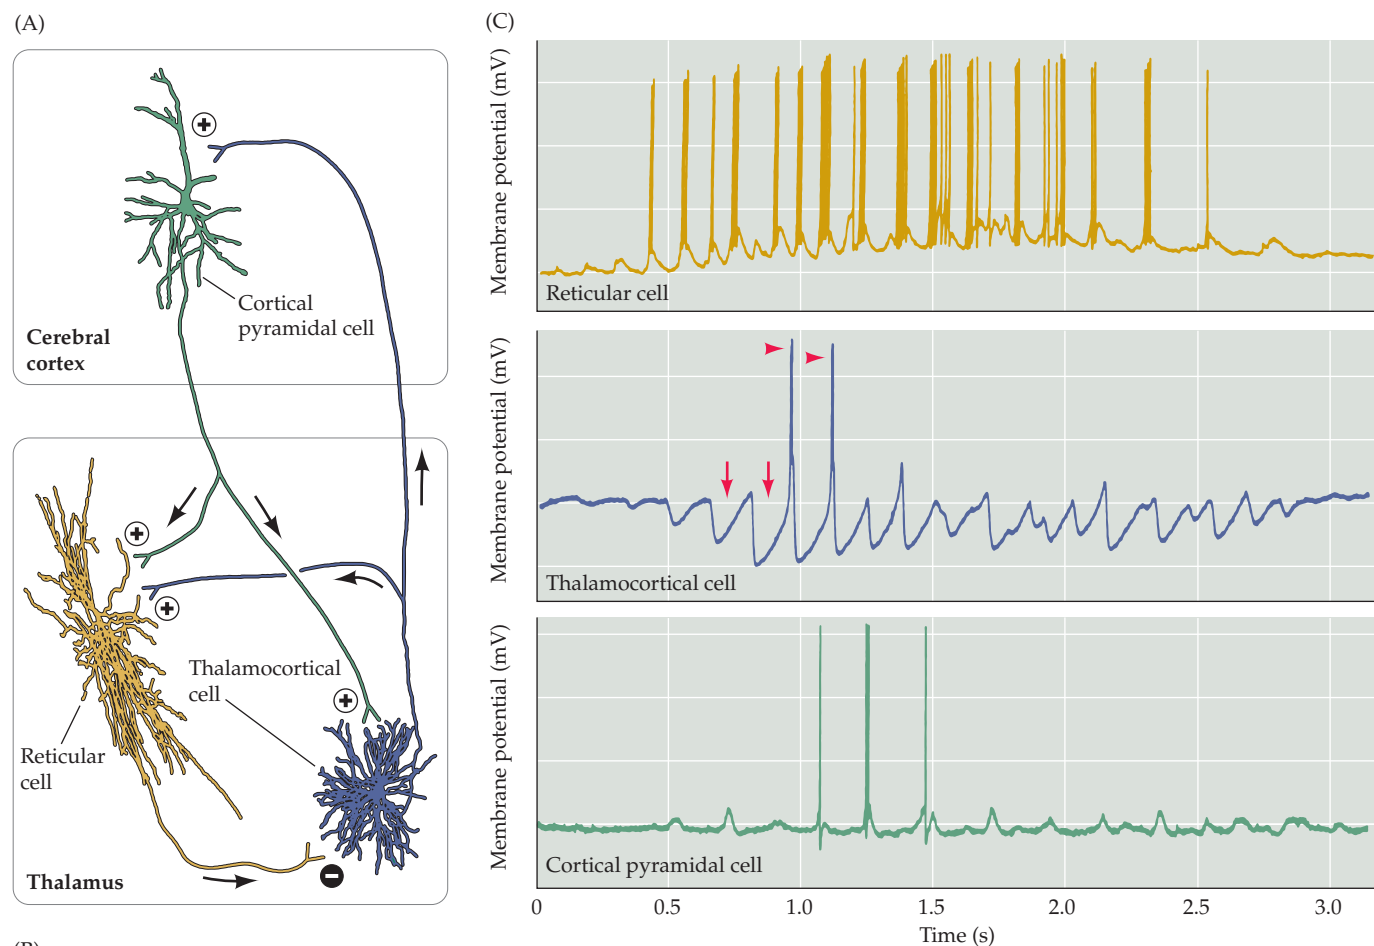 (A)
Cortical
pyramidal cell
Cerebral
cortex
Thalamocortical
cell
Reticular
cell
Thalamus
(C)
Membrane potential (mV)
Reticular cell
Membrane potential (mV)
Thalamocortical cell
Membrane potential (mV)
Cortical pyramidal cell
0 0.5 1.0 1.5 2.0 2.5 3.0
Time (s)